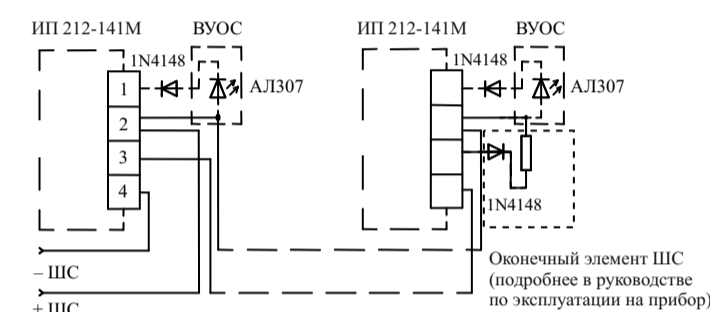 ИП 212-141М
ВУОС
ИП 212-141М
ВУОС
1N4148
АЛ307
1N4148
АЛ307
1
2
3
4
1N4148
– ШС
+ ШС
Оконечный элемент ШС
(подробнее в руководстве
по эксплуатации на прибор)